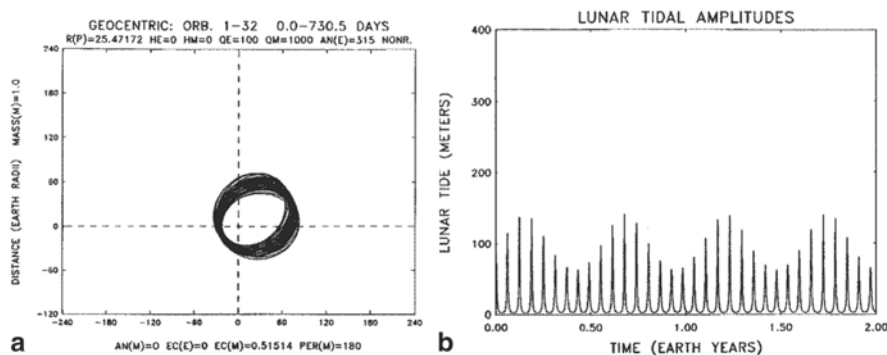 GEOCENTRIC: ORB. 1-32 0.0-730.5 DAYS
R(P)=25.47172 HE=0 HM=0 QE=100 QM=1000 AN(E)=315 NONR.
DISTANCE (EARTH RADII) MASS(M)=1.0
240
180
120
60
0
-60
-120
-240 -180 -120 -60 0 60 120 180 240
AN(M)=0 EC(E)=0 EC(M)=0.51514 PER(M)=180
a
LUNAR TIDAL AMPLITUDES
LUNAR TIDE (METERS)
400
300
200
100
0
0.00 0.50 1.00 1.50 2.00
TIME (EARTH YEARS)
b